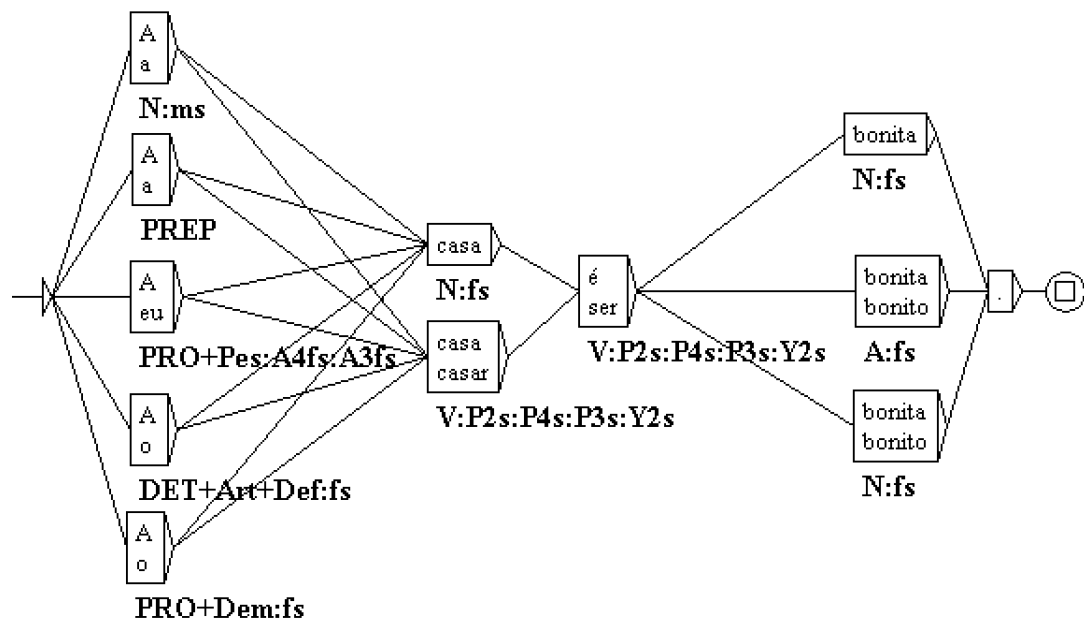 A
a
N:ms
A
a
PREP
A
eu
PRO+Pes:A4fs:A3fs
A
o
DET+Art+Def:fs
A
o
PRO+Dem:fs
casa
N:fs
casa
casar
V:P2s:P4s:P3s:Y2s
é
ser
V:P2s:P4s:P3s:Y2s
bonita
N:fs
bonita
bonito
A:fs
bonita
bonito
N:fs
.